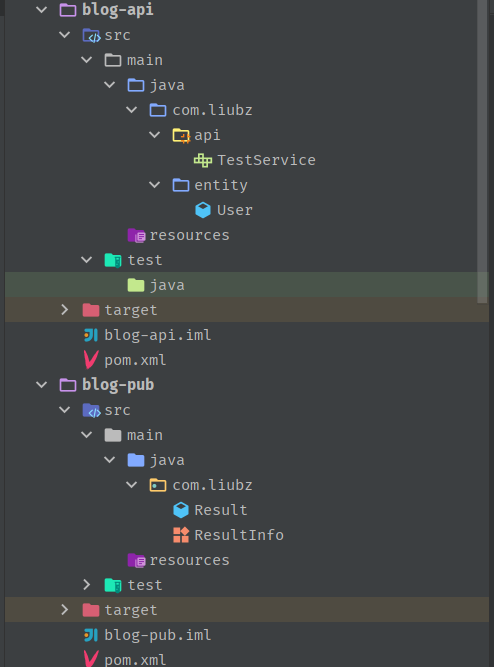 blog-api
src
main
java
com.liubz
api
TestService
entity
User
resources
test
java
target
blog-api.iml
pom.xml
blog-pub
src
main
java
com.liubz
Result
ResultInfo
resources
test
target
blog-pub.iml
pom.xml